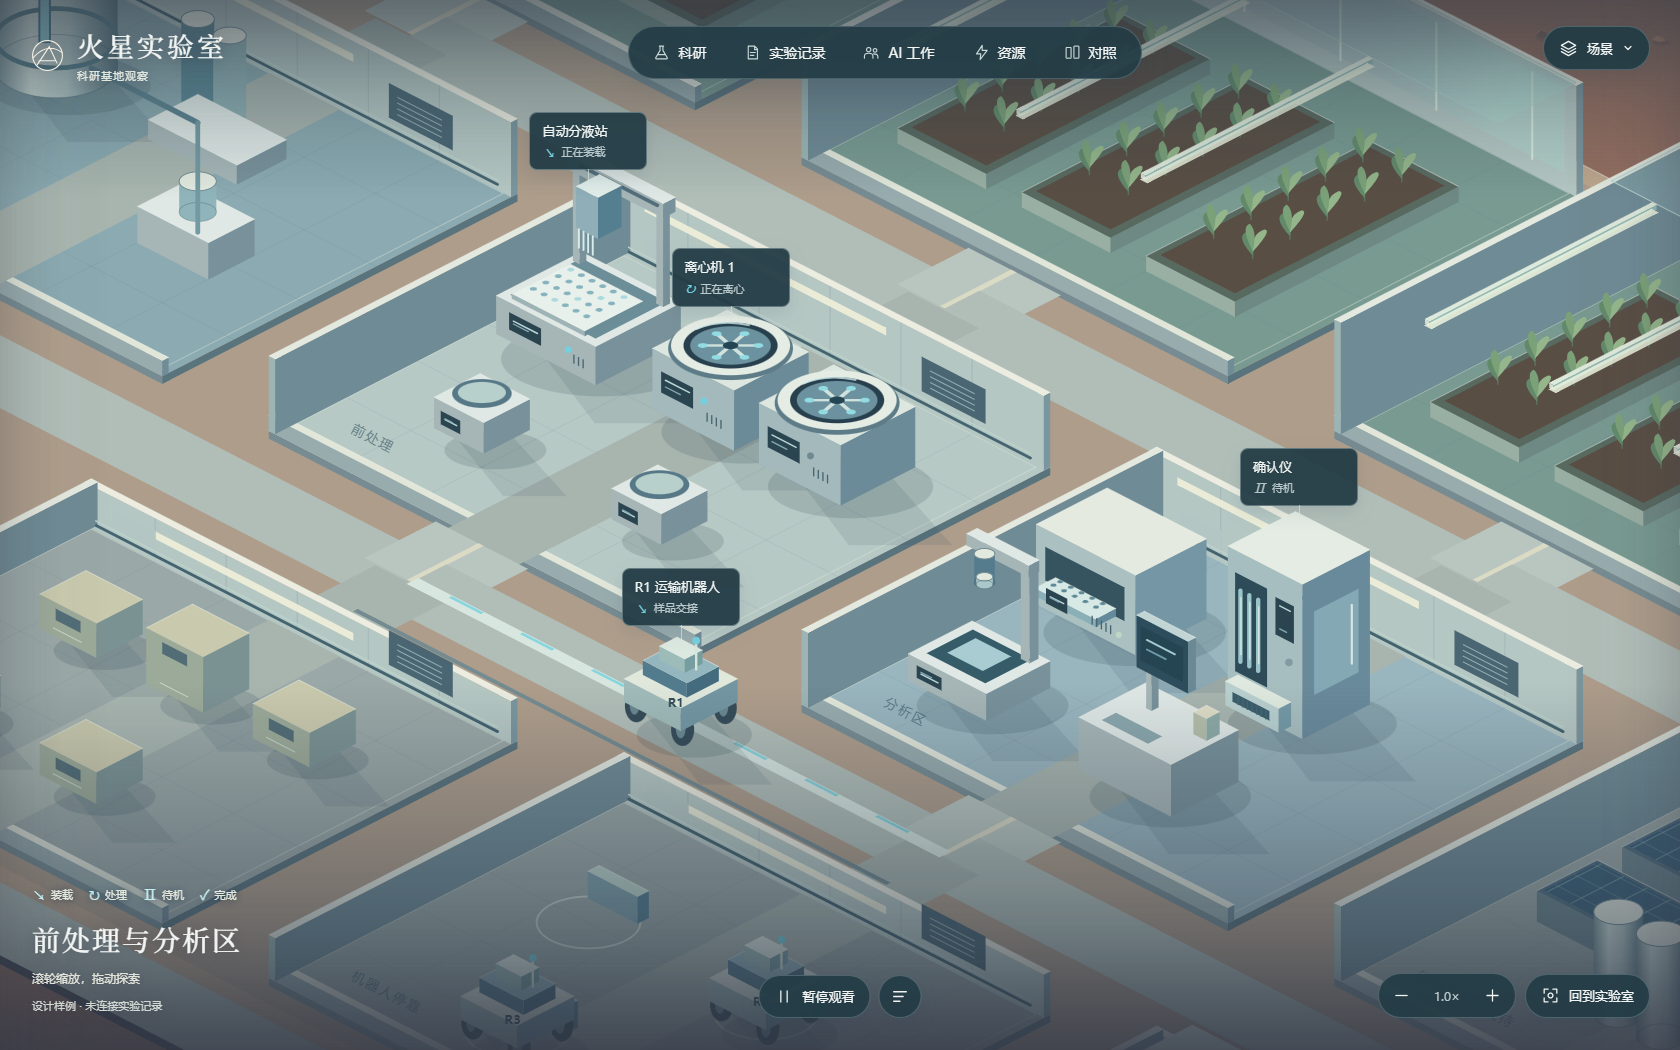 火星实验室
科研基地观察
科研
实验记录
AI 工作
资源
对照
场景
自动分液站
正在装载
离心机 1
正在离心
前处理
确认仪
待机
R1 运输机器人
样品交接
R1
分析区
装载
处理
待机
完成
前处理与分析区
滚轮缩放，拖动探索
设计样例 · 未连接实验记录
机器人停靠
R3
暂停观看
1.0×
回到实验室